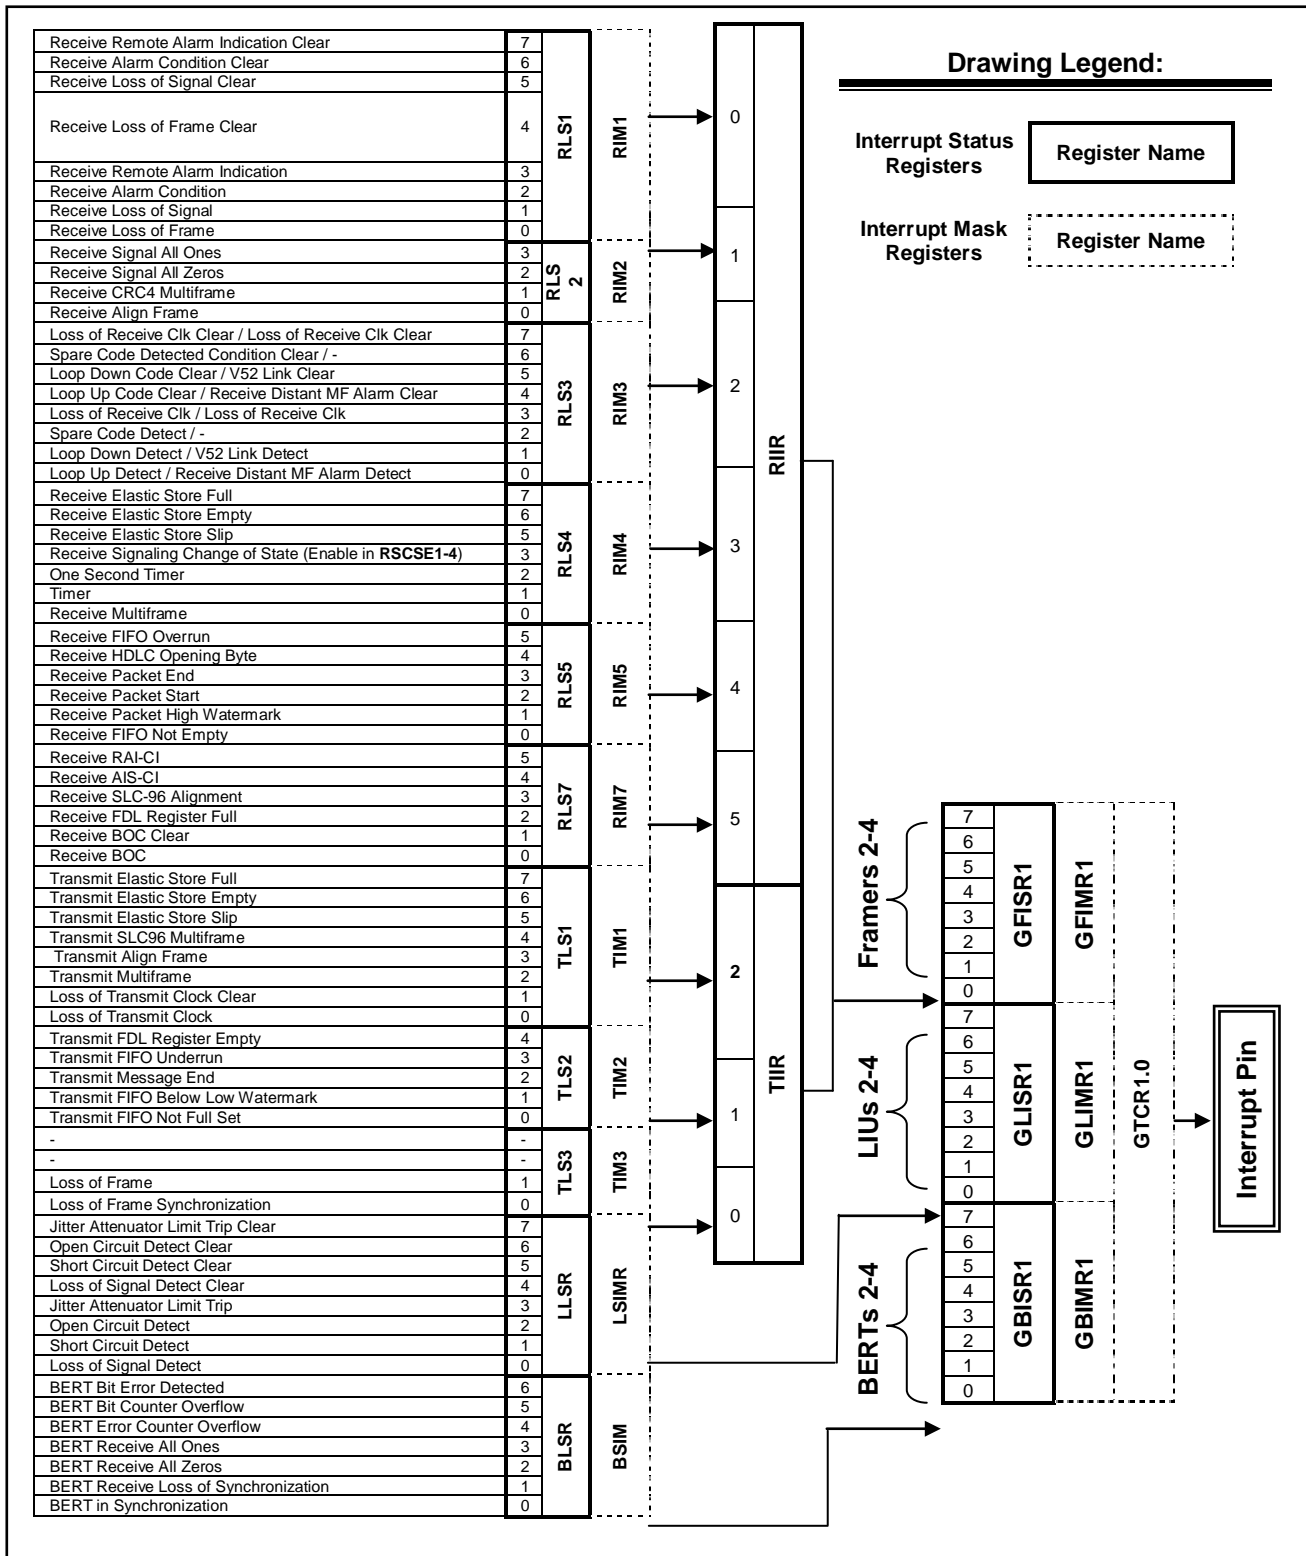 Receive Remote Alarm Indication Clear 7
Receive Alarm Condition Clear 6
Receive Loss of Signal Clear 5
Receive Loss of Frame Clear 4
Receive Remote Alarm Indication 3
Receive Alarm Condition 2
Receive Loss of Signal 1
Receive Loss of Frame 0
RLS1
RIM1
Receive Signal All Ones 3
Receive Signal All Zeros 2
Receive CRC4 Multiframe 1
Receive Align Frame 0
RLS
2
RIM2
Loss of Receive Clk Clear / Loss of Receive Clk Clear 7
Spare Code Detected Condition Clear / - 6
Loop Down Code Clear / V52 Link Clear 5
Loop Up Code Clear / Receive Distant MF Alarm Clear 4
Loss of Receive Clk / Loss of Receive Clk 3
Spare Code Detect / - 2
Loop Down Detect / V52 Link Detect 1
Loop Up Detect / Receive Distant MF Alarm Detect 0
RLS3
RIM3
Receive Elastic Store Full 7
Receive Elastic Store Empty 6
Receive Elastic Store Slip 5
Receive Signaling Change of State (Enable in RSCSE1-4) 3
One Second Timer 2
Timer 1
Receive Multiframe 0
RLS4
RIM4
Receive FIFO Overrun 5
Receive HDLC Opening Byte 4
Receive Packet End 3
Receive Packet Start 2
Receive Packet High Watermark 1
Receive FIFO Not Empty 0
RLS5
RIM5
Receive RAI-CI 5
Receive AIS-CI 4
Receive SLC-96 Alignment 3
Receive FDL Register Full 2
Receive BOC Clear 1
Receive BOC 0
RLS7
RIM7
Transmit Elastic Store Full 7
Transmit Elastic Store Empty 6
Transmit Elastic Store Slip 5
Transmit SLC96 Multiframe 4
Transmit Align Frame 3
Transmit Multiframe 2
Loss of Transmit Clock Clear 1
Loss of Transmit Clock 0
TLS1
TIM1
Transmit FDL Register Empty 4
Transmit FIFO Underrun 3
Transmit Message End 2
Transmit FIFO Below Low Watermark 1
Transmit FIFO Not Full Set 0
TLS2
TIM2
- -
- -
Loss of Frame 1
Loss of Frame Synchronization 0
TLS3
TIM3
Jitter Attenuator Limit Trip Clear 7
Open Circuit Detect Clear 6
Short Circuit Detect Clear 5
Loss of Signal Detect Clear 4
Jitter Attenuator Limit Trip 3
Open Circuit Detect 2
Short Circuit Detect 1
Loss of Signal Detect 0
LLSR
LSIMR
BERT Bit Error Detected 6
BERT Bit Counter Overflow 5
BERT Error Counter Overflow 4
BERT Receive All Ones 3
BERT Receive All Zeros 2
BERT Receive Loss of Synchronization 1
BERT in Synchronization 0
BLSR
BSIM
0
1
2
3
4
5
RIIR
2
1
0
TIIR
Drawing Legend:
Interrupt Status
Registers
Register Name
Interrupt Mask
Registers
Register Name
Framers 2-4
7
6
5
4
3
2
1
0
GFISR1
GFIMR1
LIUs 2-4
7
6
5
4
3
2
1
0
GLISR1
GLIMR1
BERTs 2-4
7
6
5
4
3
2
1
0
GBISR1
GBIMR1
GTCR1.0
Interrupt Pin